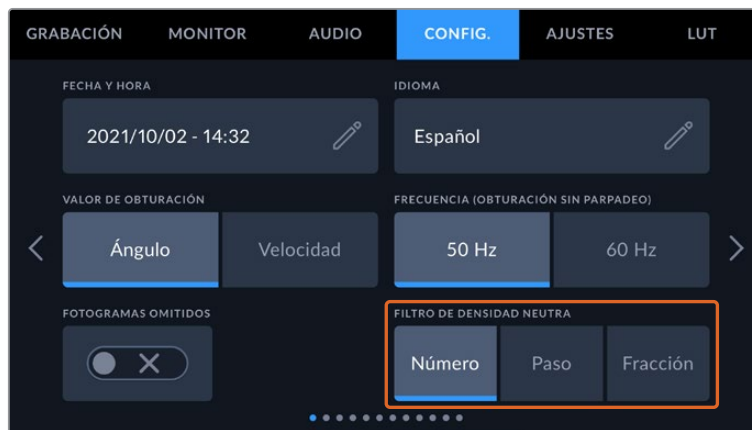 GRABACIÓN MONITOR AUDIO CONFIG. AJUSTES LUT
FECHA Y HORA IDIOMA
2021/10/02 - 14:32 Español
VALOR DE OBTURACIÓN FRECUENCIA (OBTURACIÓN SIN PARPADEO)
Ángulo Velocidad 50 Hz 60 Hz
FOTOGRAMAS OMITIDOS FILTRO DE DENSIDAD NEUTRA
Número Paso Fracción